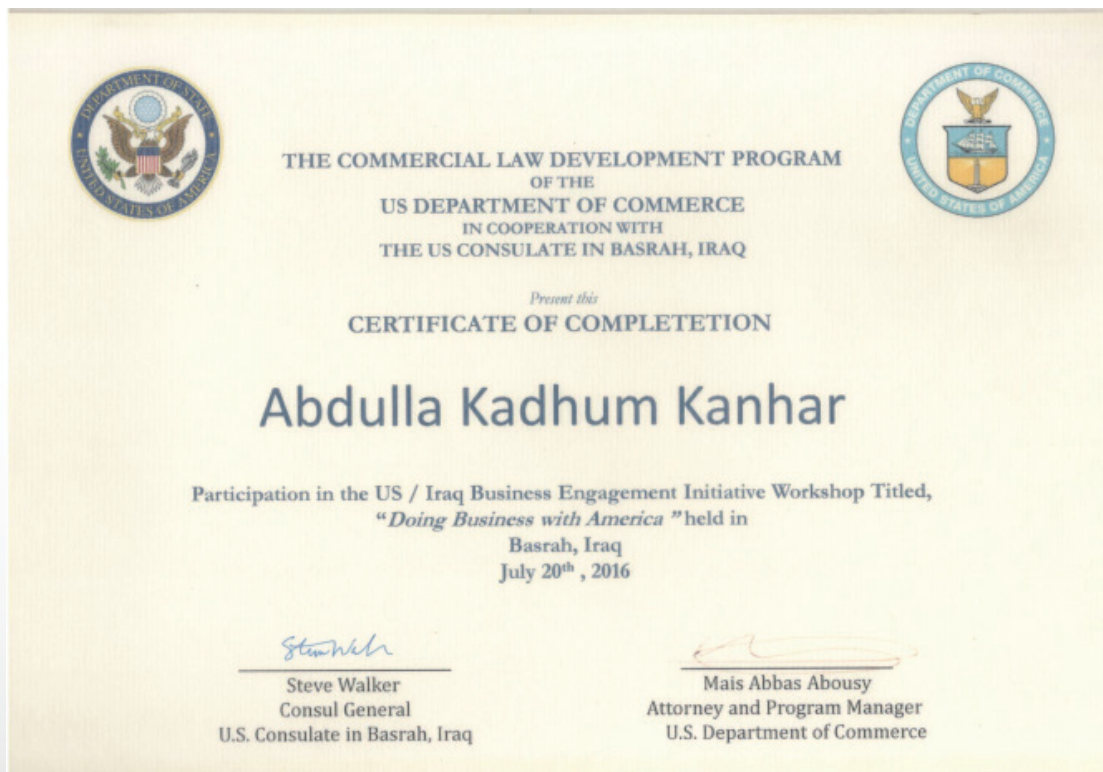 DEPARTMENT OF STATE
UNITED STATES OF AMERICA
DEPARTMENT OF COMMERCE
UNITED STATES OF AMERICA
THE COMMERCIAL LAW DEVELOPMENT PROGRAM
OF THE
US DEPARTMENT OF COMMERCE
IN COOPERATION WITH
THE US CONSULATE IN BASRAH, IRAQ
Present this
CERTIFICATE OF COMPLETETION
Abdulla Kadhum Kanhar
Participation in the US / Iraq Business Engagement Initiative Workshop Titled,
“Doing Business with America ” held in
Basrah, Iraq
July 20th , 2016
Steve Walker
Consul General
U.S. Consulate in Basrah, Iraq
Mais Abbas Abousy
Attorney and Program Manager
U.S. Department of Commerce